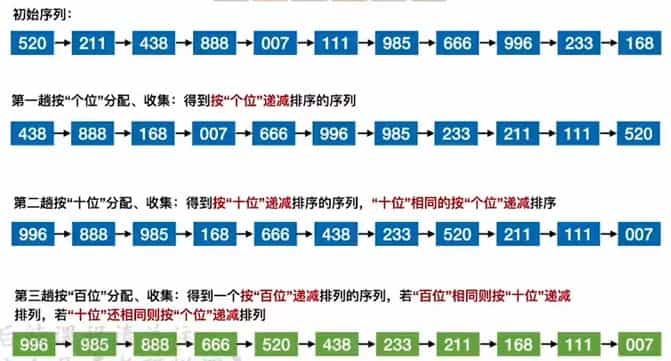 初始序列：
520 211 438 888 007 111 985 666 996 233 168
第一趟按“个位”分配、收集：得到按“个位”递减排序的序列
438 888 168 007 666 996 985 233 211 111 520
第二趟按“十位”分配、收集：得到按“十位”递减排序的序列，“十位”相同的按“个位”递减排序
996 888 985 168 666 438 233 520 211 111 007
第三趟按“百位”分配、收集：得到一个按“百位”递减排列的序列，若“百位”相同则按“十位”递减
排列，若“十位”还相同则按“个位”递减排列
996 985 888 666 520 438 233 211 168 111 007